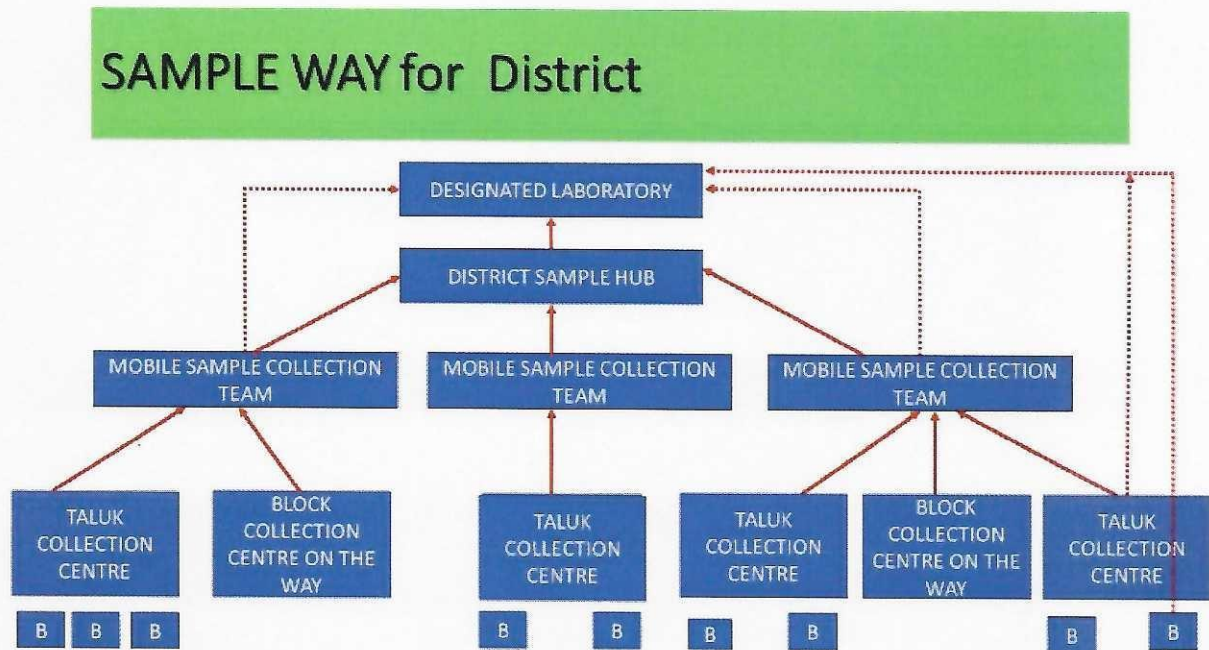 SAMPLE WAY for District
DESIGNATED LABORATORY
DISTRICT SAMPLE HUB
MOBILE SAMPLE COLLECTION
TEAM
MOBILE SAMPLE COLLECTION
TEAM
MOBILE SAMPLE COLLECTION
TEAM
TALUK
COLLECTION
CENTRE
BLOCK
COLLECTION
CENTRE ON THE
WAY
TALUK
COLLECTION
CENTRE
TALUK
COLLECTION
CENTRE
BLOCK
COLLECTION
CENTRE ON THE
WAY
TALUK
COLLECTION
CENTRE
B
B
B
B
B
B
B
B
B